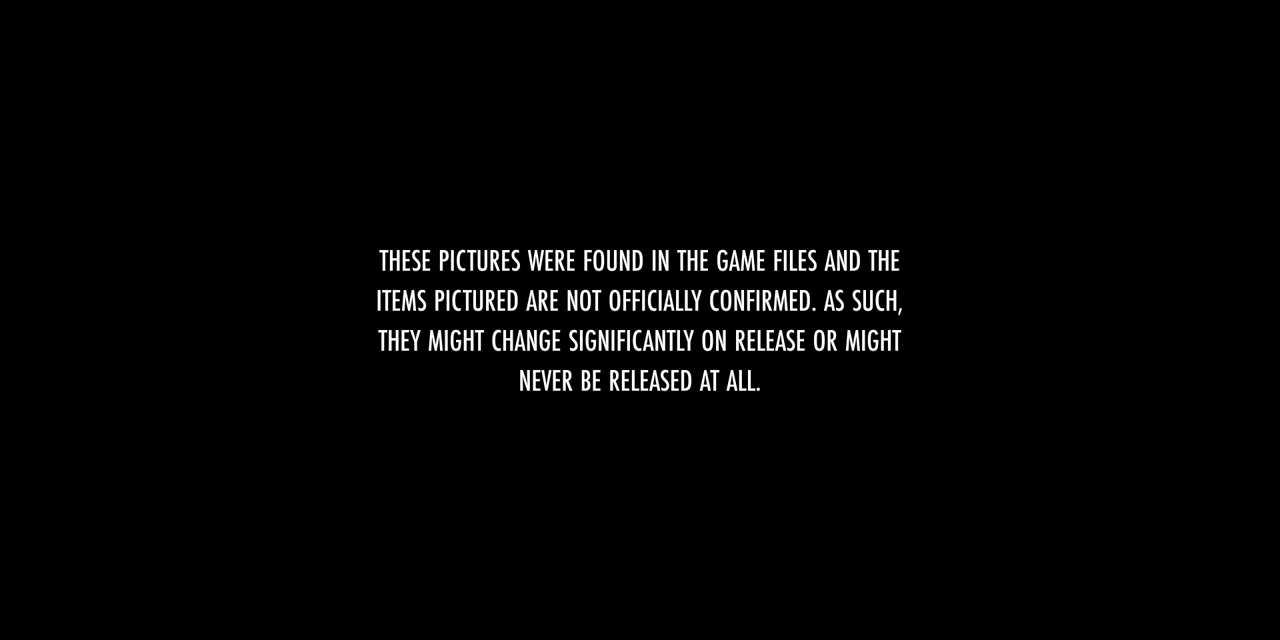 THESE PICTURES WERE FOUND IN THE GAME FILES AND THE
ITEMS PICTURED ARE NOT OFFICIALLY CONFIRMED. AS SUCH,
THEY MIGHT CHANGE SIGNIFICANTLY ON RELEASE OR MIGHT
NEVER BE RELEASED AT ALL.